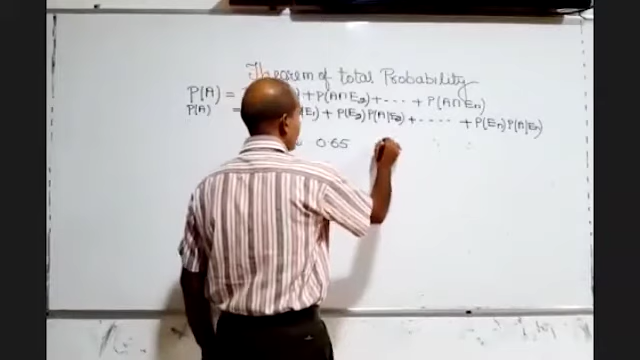 Theorem of total Probability
P(A) = ) + P(A∩E₂) + ---- + P(A∩Eₙ)
P(A) = E₁) + P(E₂)P(A|E₂) + ---- + P(Eₙ)P(A|Eₙ)
0.65